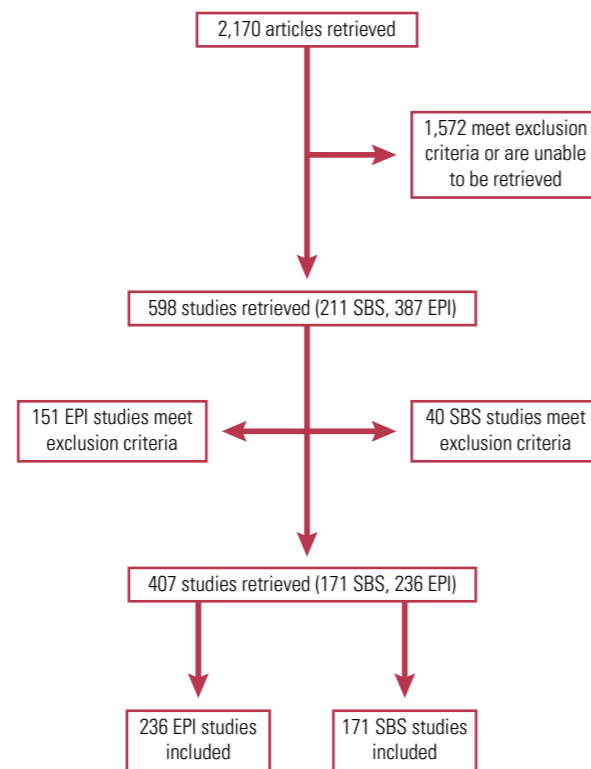 2,170 articles retrieved
1,572 meet exclusion
criteria or are unable
to be retrieved
598 studies retrieved (211 SBS, 387 EPI)
151 EPI studies meet
exclusion criteria
40 SBS studies meet
exclusion criteria
407 studies retrieved (171 SBS, 236 EPI)
236 EPI studies
included
171 SBS studies
included